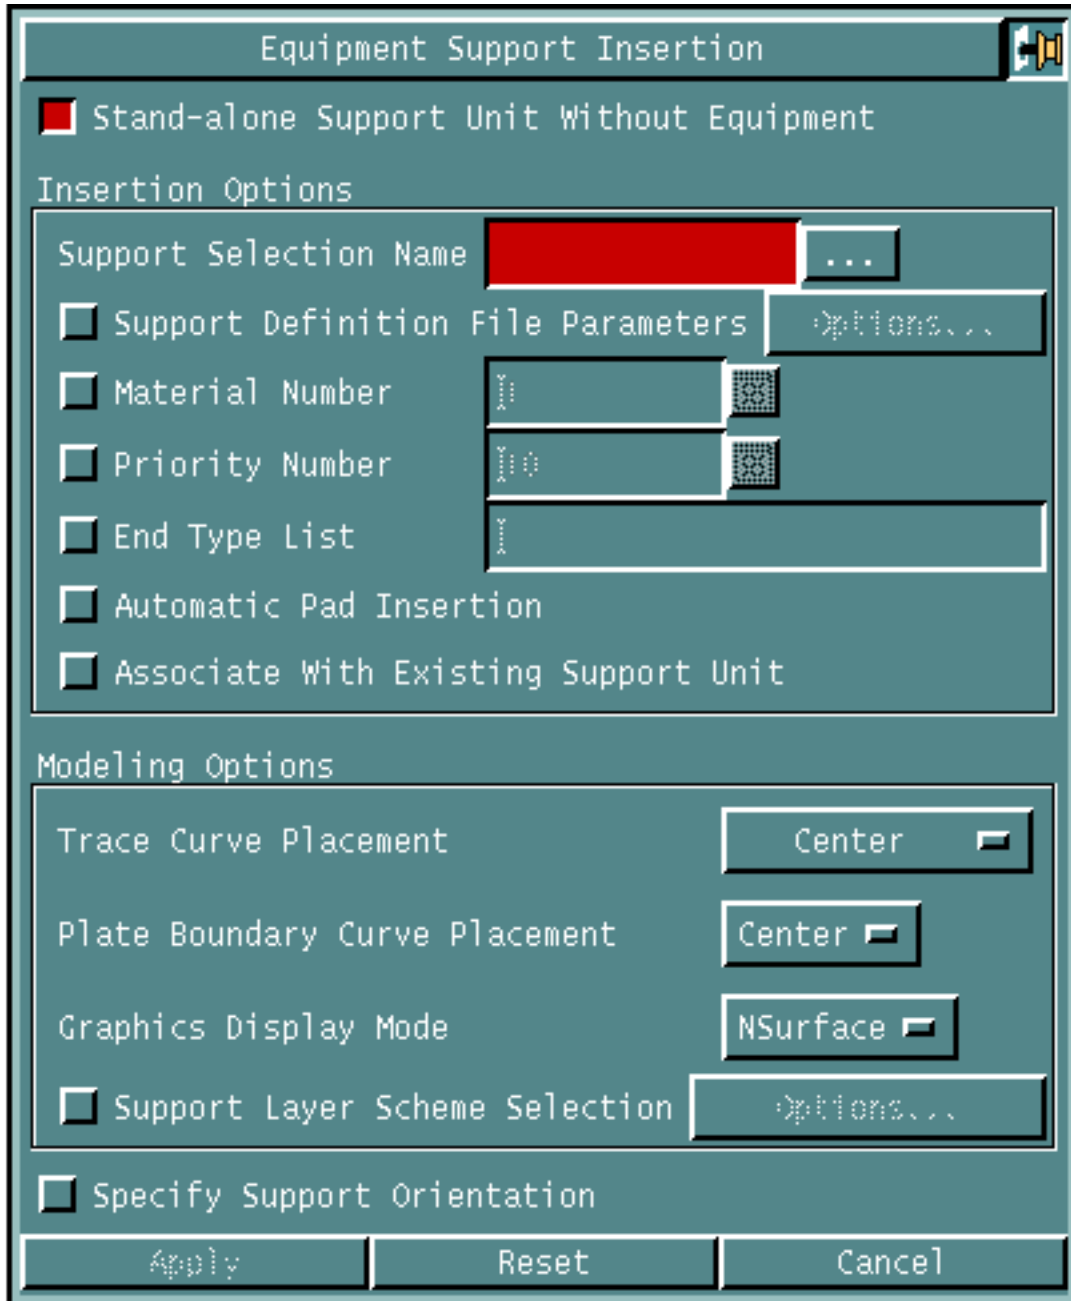 Equipment Support Insertion
Stand-alone Support Unit Without Equipment
Insertion Options
Support Selection Name ...
Support Definition File Parameters Options...
Material Number 0
Priority Number 10
End Type List
Automatic Pad Insertion
Associate With Existing Support Unit
Modeling Options
Trace Curve Placement Center
Plate Boundary Curve Placement Center
Graphics Display Mode NSurface
Support Layer Scheme Selection Options...
Specify Support Orientation
Apply Reset Cancel